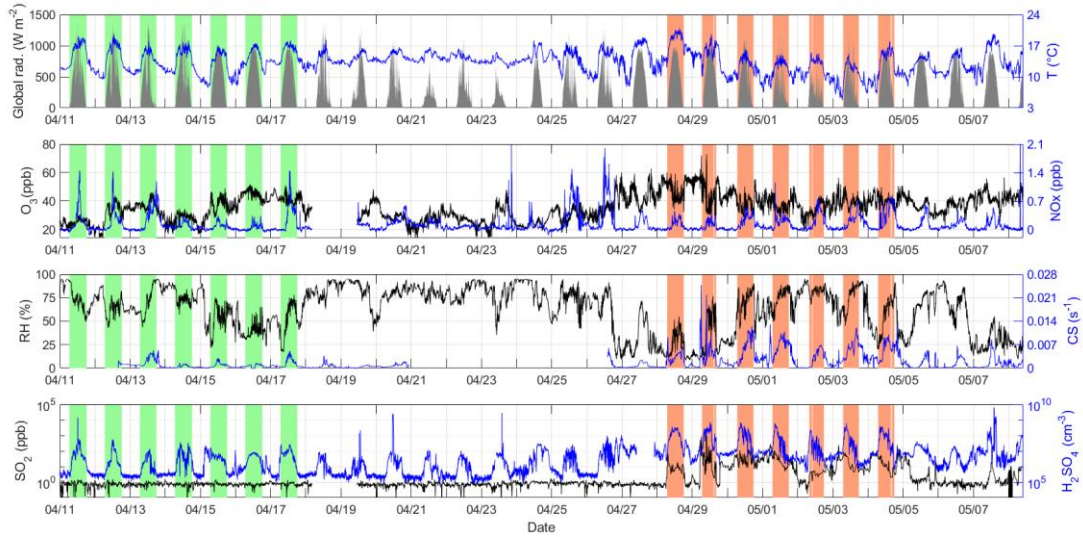 Global rad. (W m⁻²)
1500
1000
500
0
24
17
10
3
T (°C)
04/11 04/13 04/15 04/17 04/19 04/21 04/23 04/25 04/27 04/29 05/01 05/03 05/05 05/07
O₃(ppb)
80
60
40
20
2.1
1.4
0.7
0
NOx (ppb)
04/11 04/13 04/15 04/17 04/19 04/21 04/23 04/25 04/27 04/29 05/01 05/03 05/05 05/07
RH (%)
100
75
50
25
0
0.028
0.021
0.014
0.007
0
CS (s⁻¹)
04/11 04/13 04/15 04/17 04/19 04/21 04/23 04/25 04/27 04/29 05/01 05/03 05/05 05/07
SO₂ (ppb)
10⁵
10⁰
10¹⁰
10⁵
H₂SO₄ (cm⁻³)
04/11 04/13 04/15 04/17 04/19 04/21 04/23 04/25 04/27 04/29 05/01 05/03 05/05 05/07
Date